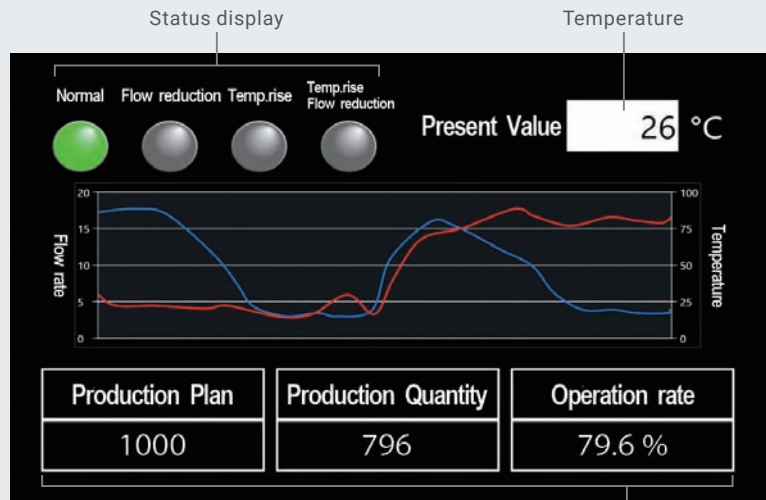 Status display
Temperature
Normal
Flow reduction
Temp.rise
Temp.rise
Flow reduction
Present Value
26 °C
20
15
10
5
0
Flow rate
100
75
50
25
0
Temperature
Production Plan
Production Quantity
Operation rate
1000
796
79.6 %